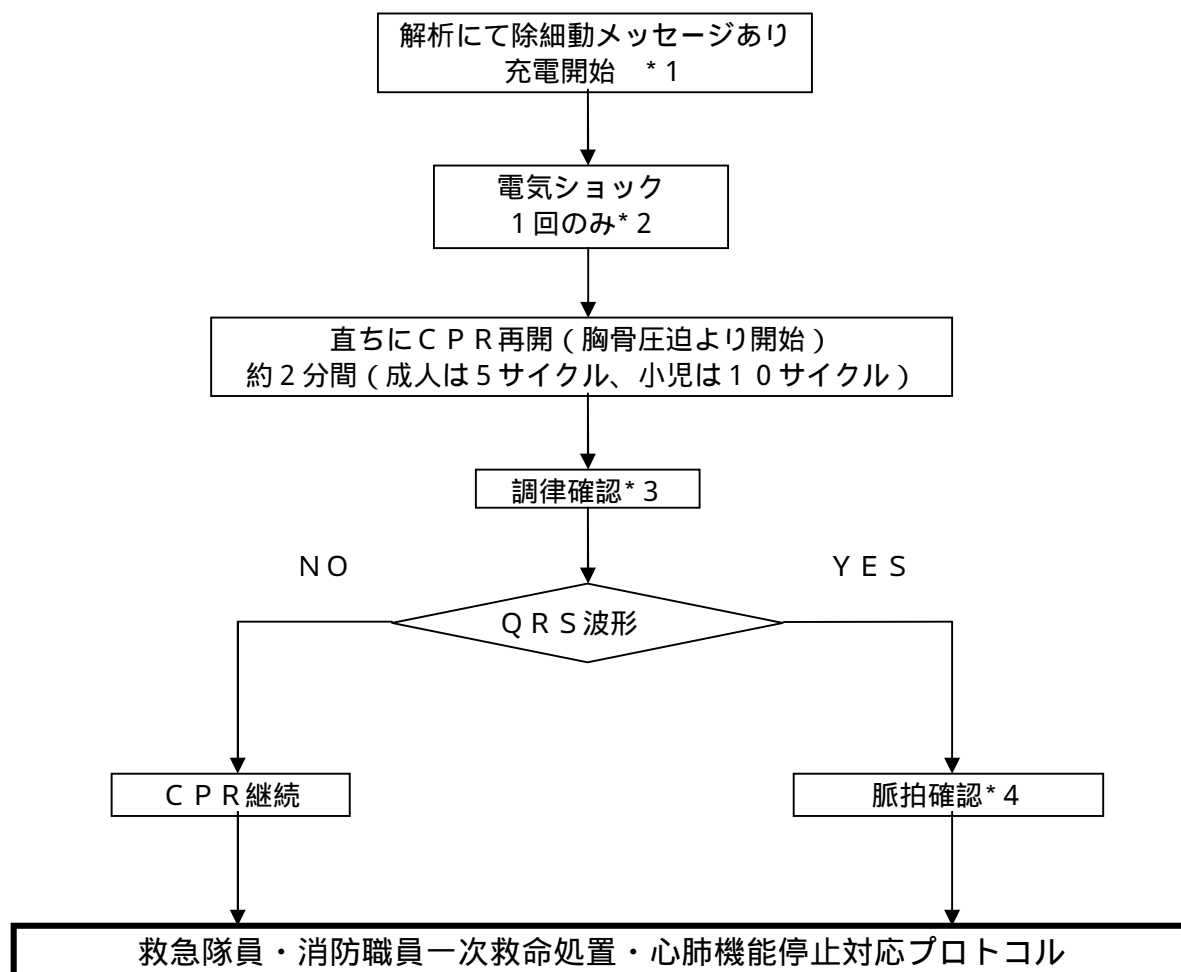 解析にて除細動メッセージあり
充電開始　*１
電気ショック
１回のみ*２
直ちにＣＰＲ再開（胸骨圧迫より開始）
約２分間（成人は５サイクル、小児は１０サイクル）
調律確認*３
ＮＯ
ＹＥＳ
ＱＲＳ波形
ＣＰＲ継続
脈拍確認*４
救急隊員・消防職員一次救命処置・心肺機能停止対応プロトコル